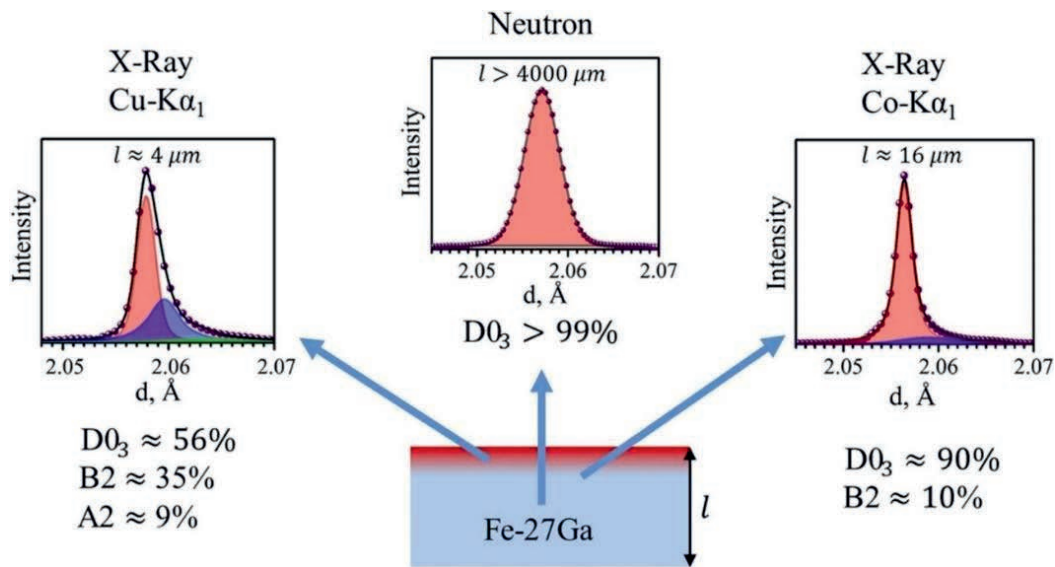 X-Ray
Cu-Kα₁
l ≈ 4 μm
Intensity
2.05 2.06 2.07
d, Å
D0₃ ≈ 56%
B2 ≈ 35%
A2 ≈ 9%
Neutron
l > 4000 μm
Intensity
2.05 2.06 2.07
d, Å
D0₃ > 99%
X-Ray
Co-Kα₁
l ≈ 16 μm
Intensity
2.05 2.06 2.07
d, Å
D0₃ ≈ 90%
B2 ≈ 10%
Fe-27Ga
l